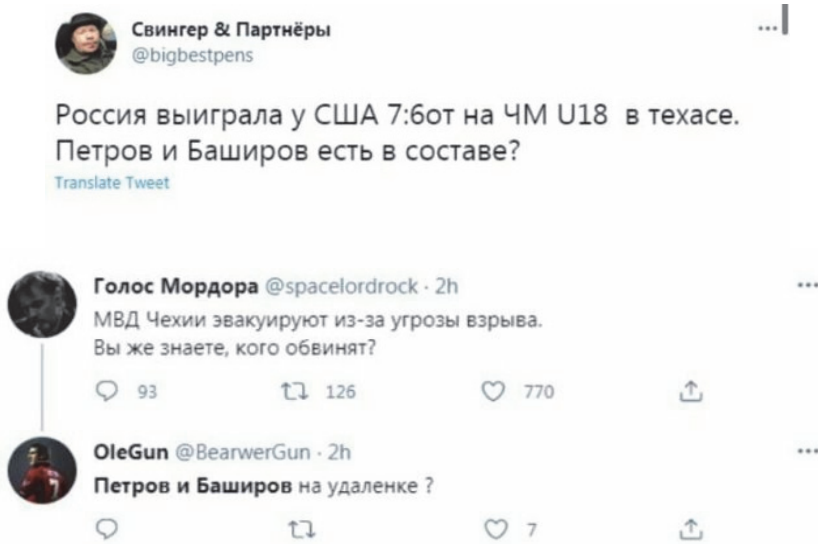 Свингер & Партнёры
@bigbestpens
Россия выиграла у США 7:6от на ЧМ U18 в техасе.
Петров и Баширов есть в составе?
Translate Tweet
Голос Мордора @spacelordrock · 2h
МВД Чехии эвакуируют из-за угрозы взрыва.
Вы же знаете, кого обвинят?
93 126 770
OleGun @BearwerGun · 2h
Петров и Баширов на удаленке ?
7